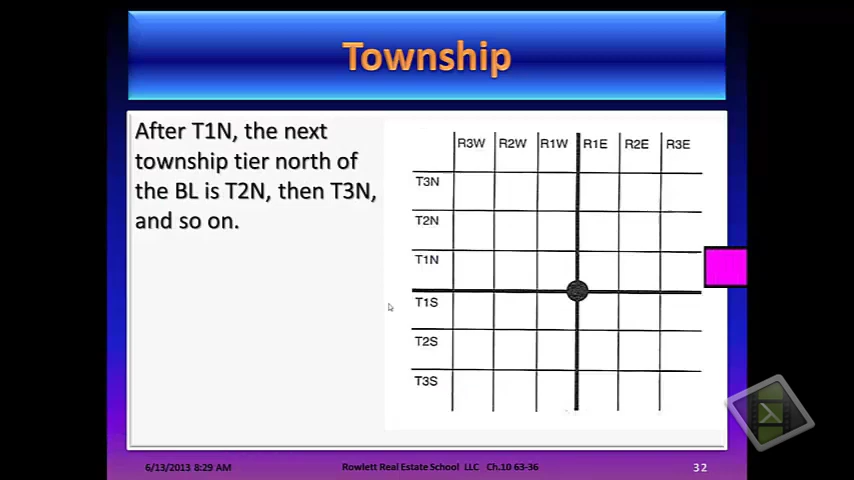 Township
After T1N, the next
township tier north of
the BL is T2N, then T3N,
and so on.
R3W R2W R1W R1E R2E R3E
T3N
T2N
T1N
T1S
T2S
T3S
6/13/2013 8:29 AM Rowlett Real Estate School LLC Ch.10 63-36 32